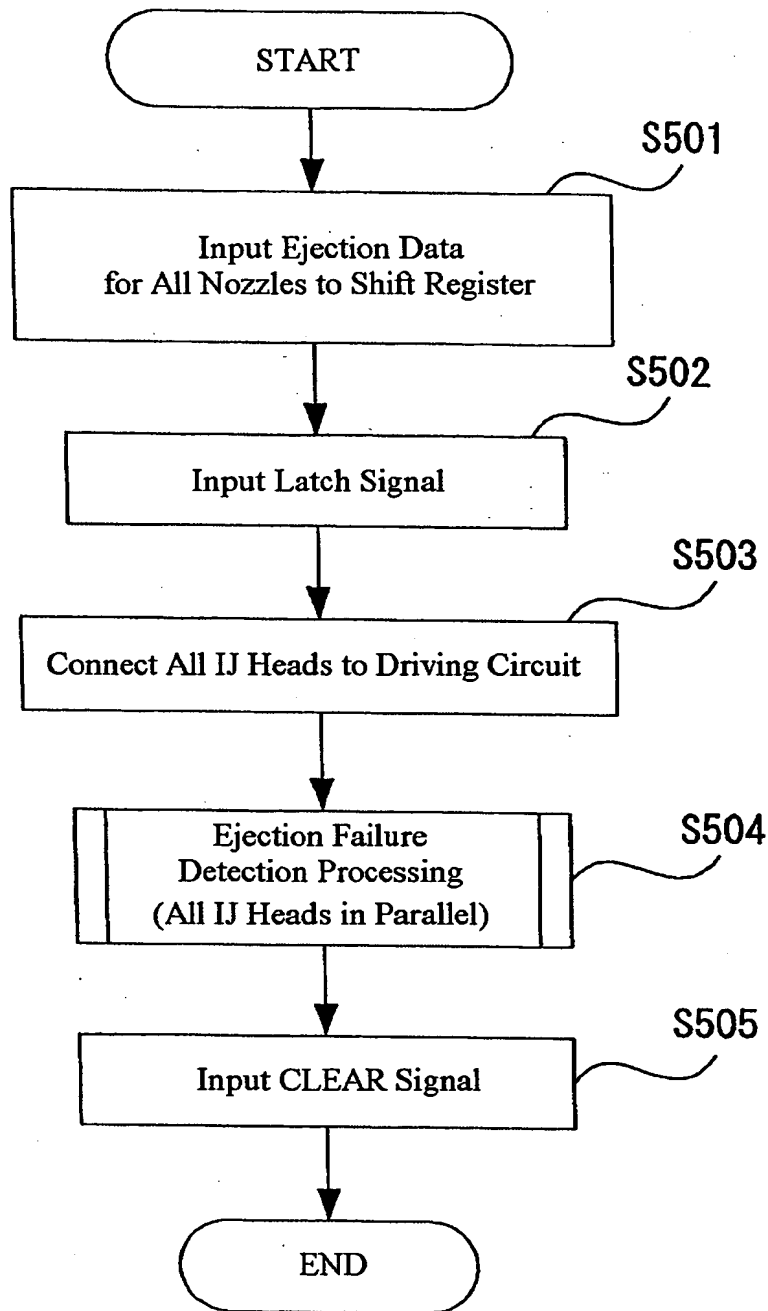 START
S501
Input Ejection Data
for All Nozzles to Shift Register
S502
Input Latch Signal
S503
Connect All IJ Heads to Driving Circuit
S504
Ejection Failure
Detection Processing
(All IJ Heads in Parallel)
S505
Input CLEAR Signal
END